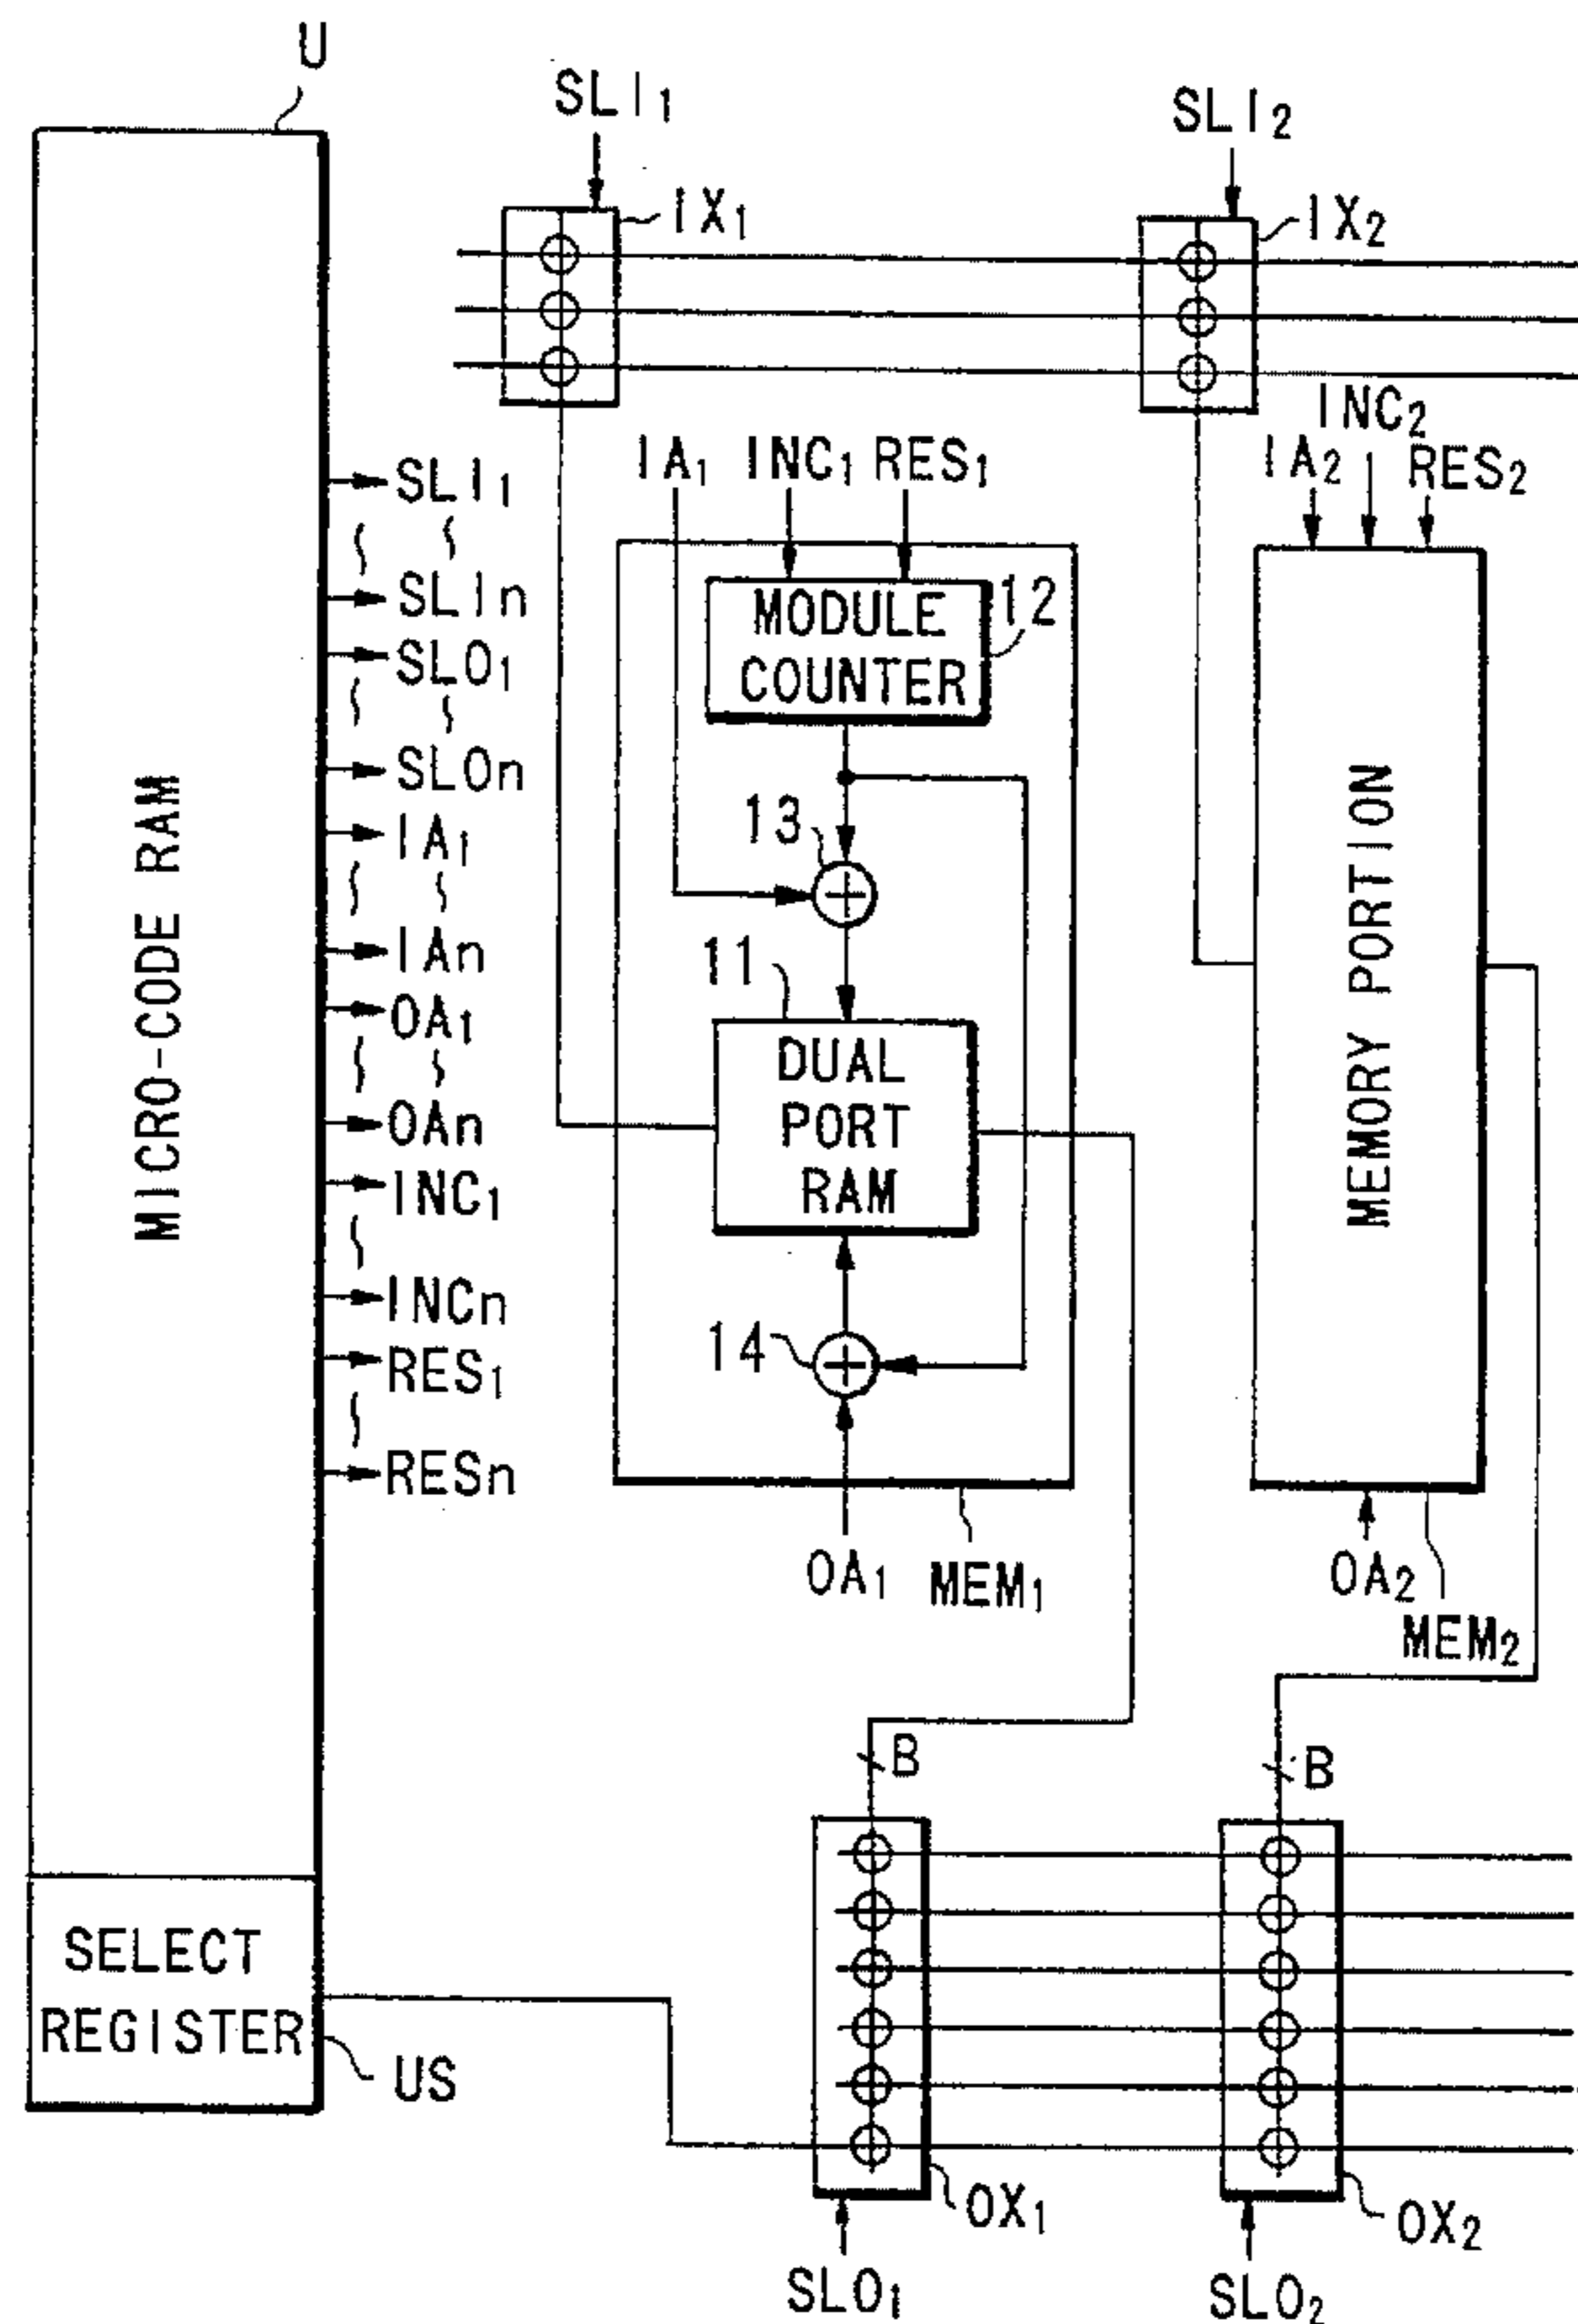 U
SLI₁
SLI₂
IX₁
IX₂
IA₁ INC₁ RES₁
INC₂
IA₂
RES₂
SLI₁
SLIn
SLO₁
SLOn
IA₁
IAn
OA₁
OAn
INC₁
INCn
RES₁
RESn
MICRO-CODE RAM
MODULE
COUNTER
12
13
11
DUAL
PORT
RAM
14
MEMORY PORTION
OA₁
MEM₁
OA₂
MEM₂
B
B
SELECT
REGISTER
US
OX₁
OX₂
SLO₁
SLO₂